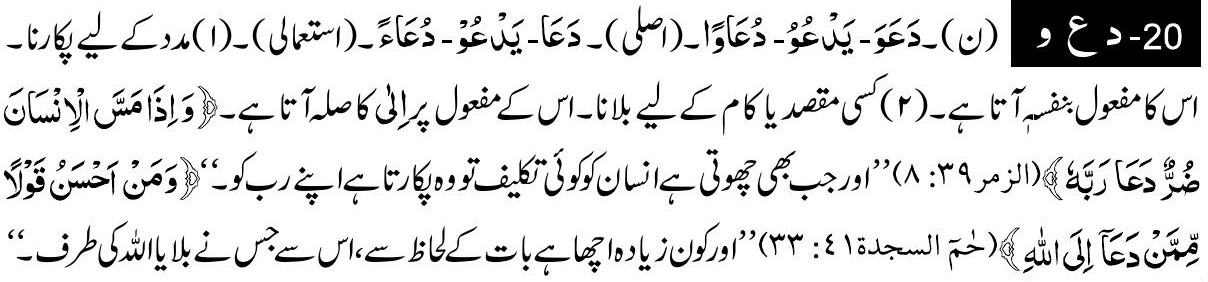 20- د ع و (ن)۔ دَعَوَ۔ يَدْعُوُ۔ دُعَاوًا۔ (اصلی)۔ دَعَا۔ يَدْعُوْ۔ دُعَاءً۔ (استعمالی)۔ (۱) مدد کے لیے پکارنا۔
اس کا مفعول بنفسہٖ آتا ہے۔ (۲) کسی مقصد یا کام کے لیے بلانا۔ اس کے مفعول پر اِلیٰ کا صلہ آتا ہے۔ ﴿وَاِذَا مَسَّ الْاِنْسَانَ
ضُرٌّ دَعَا رَبَّهٗ﴾ (الزمر ۳۹: ۸) ’’اور جب بھی چھوتی ہے انسان کو کوئی تکلیف تو وہ پکارتا ہے اپنے رب کو۔‘‘ ﴿وَمَنْ اَحْسَنُ قَوْلًا
مِّمَّنْ دَعَآ اِلَی اللّٰهِ﴾ (حٰمٓ السجدة ۴۱: ۳۳) ’’اور کون زیادہ اچھا ہے بات کے لحاظ سے، اس سے جس نے بلایا اللہ کی طرف۔‘‘